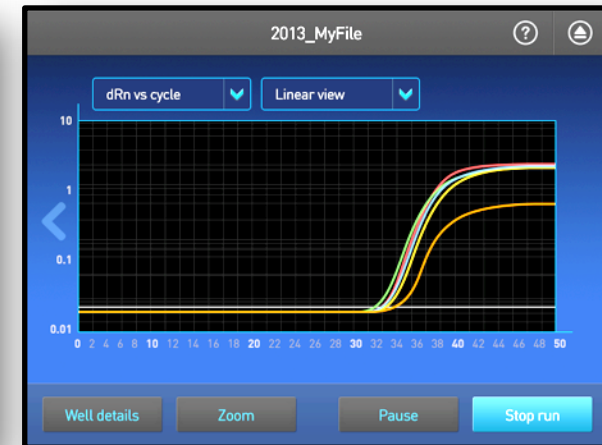 2013_MyFile
?
dRn vs cycle Linear view
10
1
0.1
0.01
0 2 4 6 8 10 12 14 16 18 20 22 24 26 28 30 32 34 36 38 40 42 44 46 48 50
Well details Zoom Pause Stop run